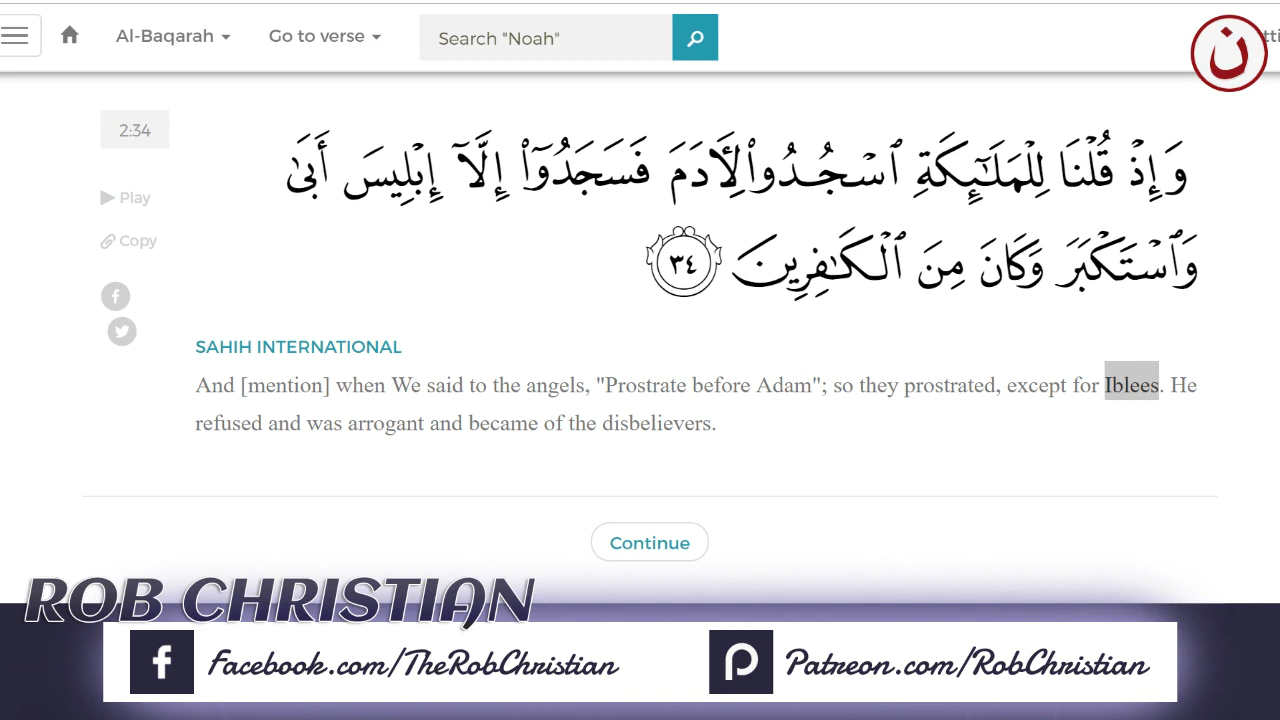 Al-Baqarah
Go to verse
Search "Noah"
ن
2:34
وَإِذْ قُلْنَا لِلْمَلَـٰٓئِكَةِ ٱسْجُدُوا۟لِـَٔادَمَ فَسَجَدُوٓا۟ إِلَّآ إِبْلِيسَ أَبَىٰ
Play
Copy
وَٱسْتَكْبَرَ وَكَانَ مِنَ ٱلْكَـٰفِرِينَ ٣٤
SAHIH INTERNATIONAL
And [mention] when We said to the angels, "Prostrate before Adam"; so they prostrated, except for Iblees. He
refused and was arrogant and became of the disbelievers.
Continue
ROB CHRISTIAN
Facebook.com/TheRobChristian
Patreon.com/RobChristian